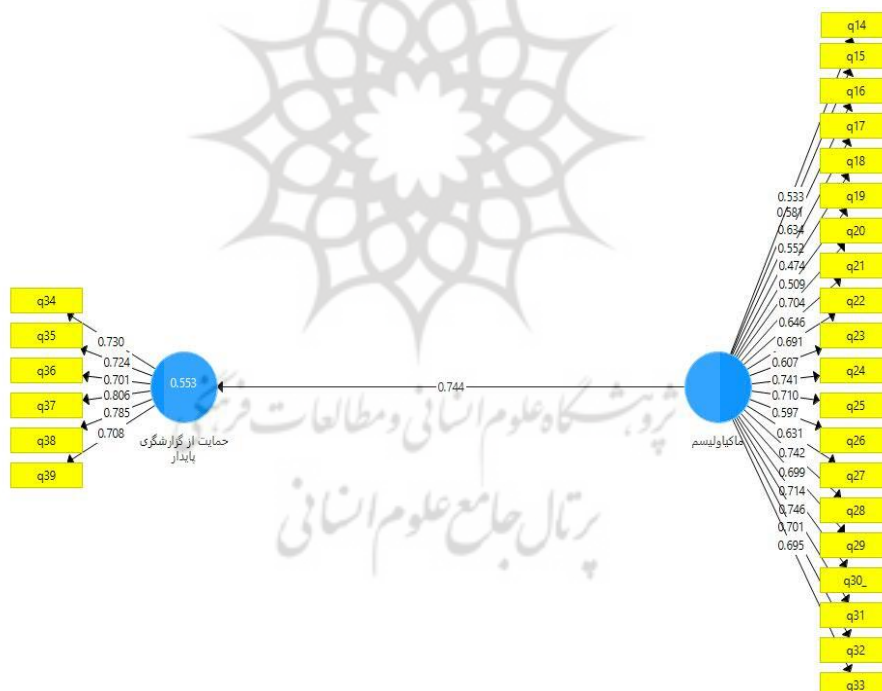 q14
q15
q16
q17
q18
q19
q20
q21
q22
q23
q24
q25
q26
q27
q28
q29
q30_
q31
q32
q33
0.533
0.581
0.634
0.552
0.474
0.509
0.704
0.646
0.691
0.607
0.741
0.710
0.597
0.631
0.742
0.699
0.714
0.746
0.701
0.695
ماکیاولیسم
0.744
0.553
حمایت از گزارشگری
پایدار
0.730
0.724
0.701
0.806
0.785
0.708
q34
q35
q36
q37
q38
q39
پژوهشگاه علوم انسانی و مطالعات فرهنگی
پرتال جامع علوم انسانی